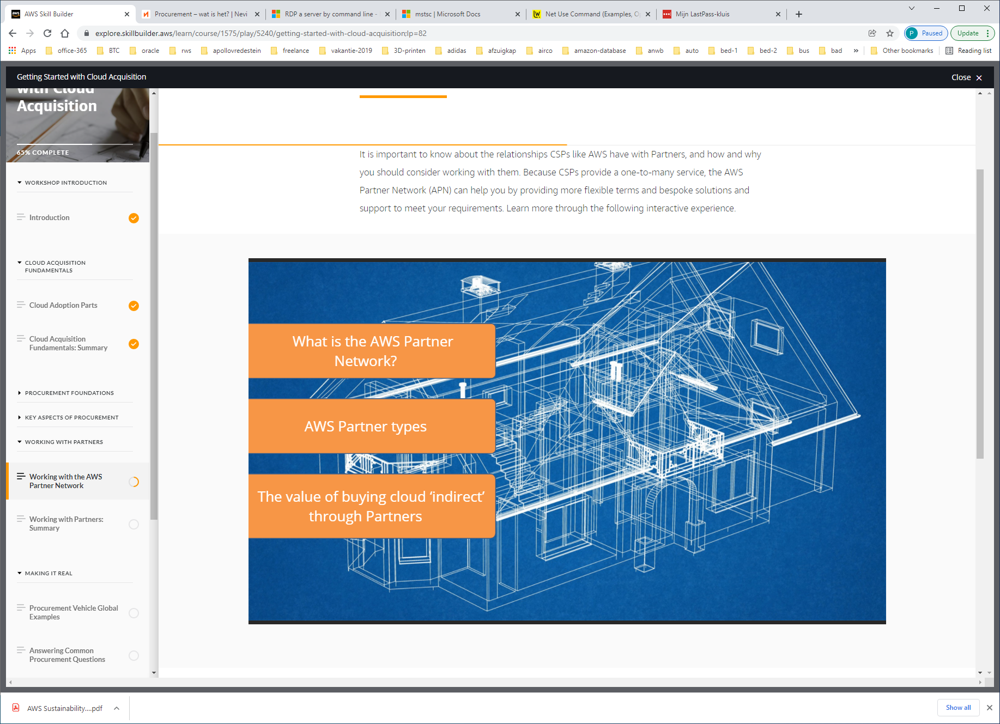 AWS Skill Builder
Procurement – wat is het? | Nevi
RDP a server by command line -
mstsc | Microsoft Docs
Net Use Command (Examples, O
Mijn LastPass-kluis
explore.skillbuilder.aws/learn/course/1575/play/5240/getting-started-with-cloud-acquisition;lp=82
P Paused
Update
Apps
office-365
BTC
oracle
rws
apollovredestein
freelance
vakantie-2019
3D-printen
adidas
afzuigkap
airco
amazon-database
anwb
auto
bed-1
bed-2
bus
bad
»
Other bookmarks
Reading list
Getting Started with Cloud Acquisition
Close
with Cloud
Acquisition
65% COMPLETE
WORKSHOP INTRODUCTION
Introduction
CLOUD ACQUISITION
FUNDAMENTALS
Cloud Adoption Parts
Cloud Acquisition
Fundamentals: Summary
PROCUREMENT FOUNDATIONS
KEY ASPECTS OF PROCUREMENT
WORKING WITH PARTNERS
Working with the AWS
Partner Network
Working with Partners:
Summary
MAKING IT REAL
Procurement Vehicle Global
Examples
Answering Common
Procurement Questions
It is important to know about the relationships CSPs like AWS have with Partners, and how and why
you should consider working with them. Because CSPs provide a one-to-many service, the AWS
Partner Network (APN) can help you by providing more flexible terms and bespoke solutions and
support to meet your requirements. Learn more through the following interactive experience.
What is the AWS Partner
Network?
AWS Partner types
The value of buying cloud ‘indirect’
through Partners
AWS Sustainability....pdf
Show all